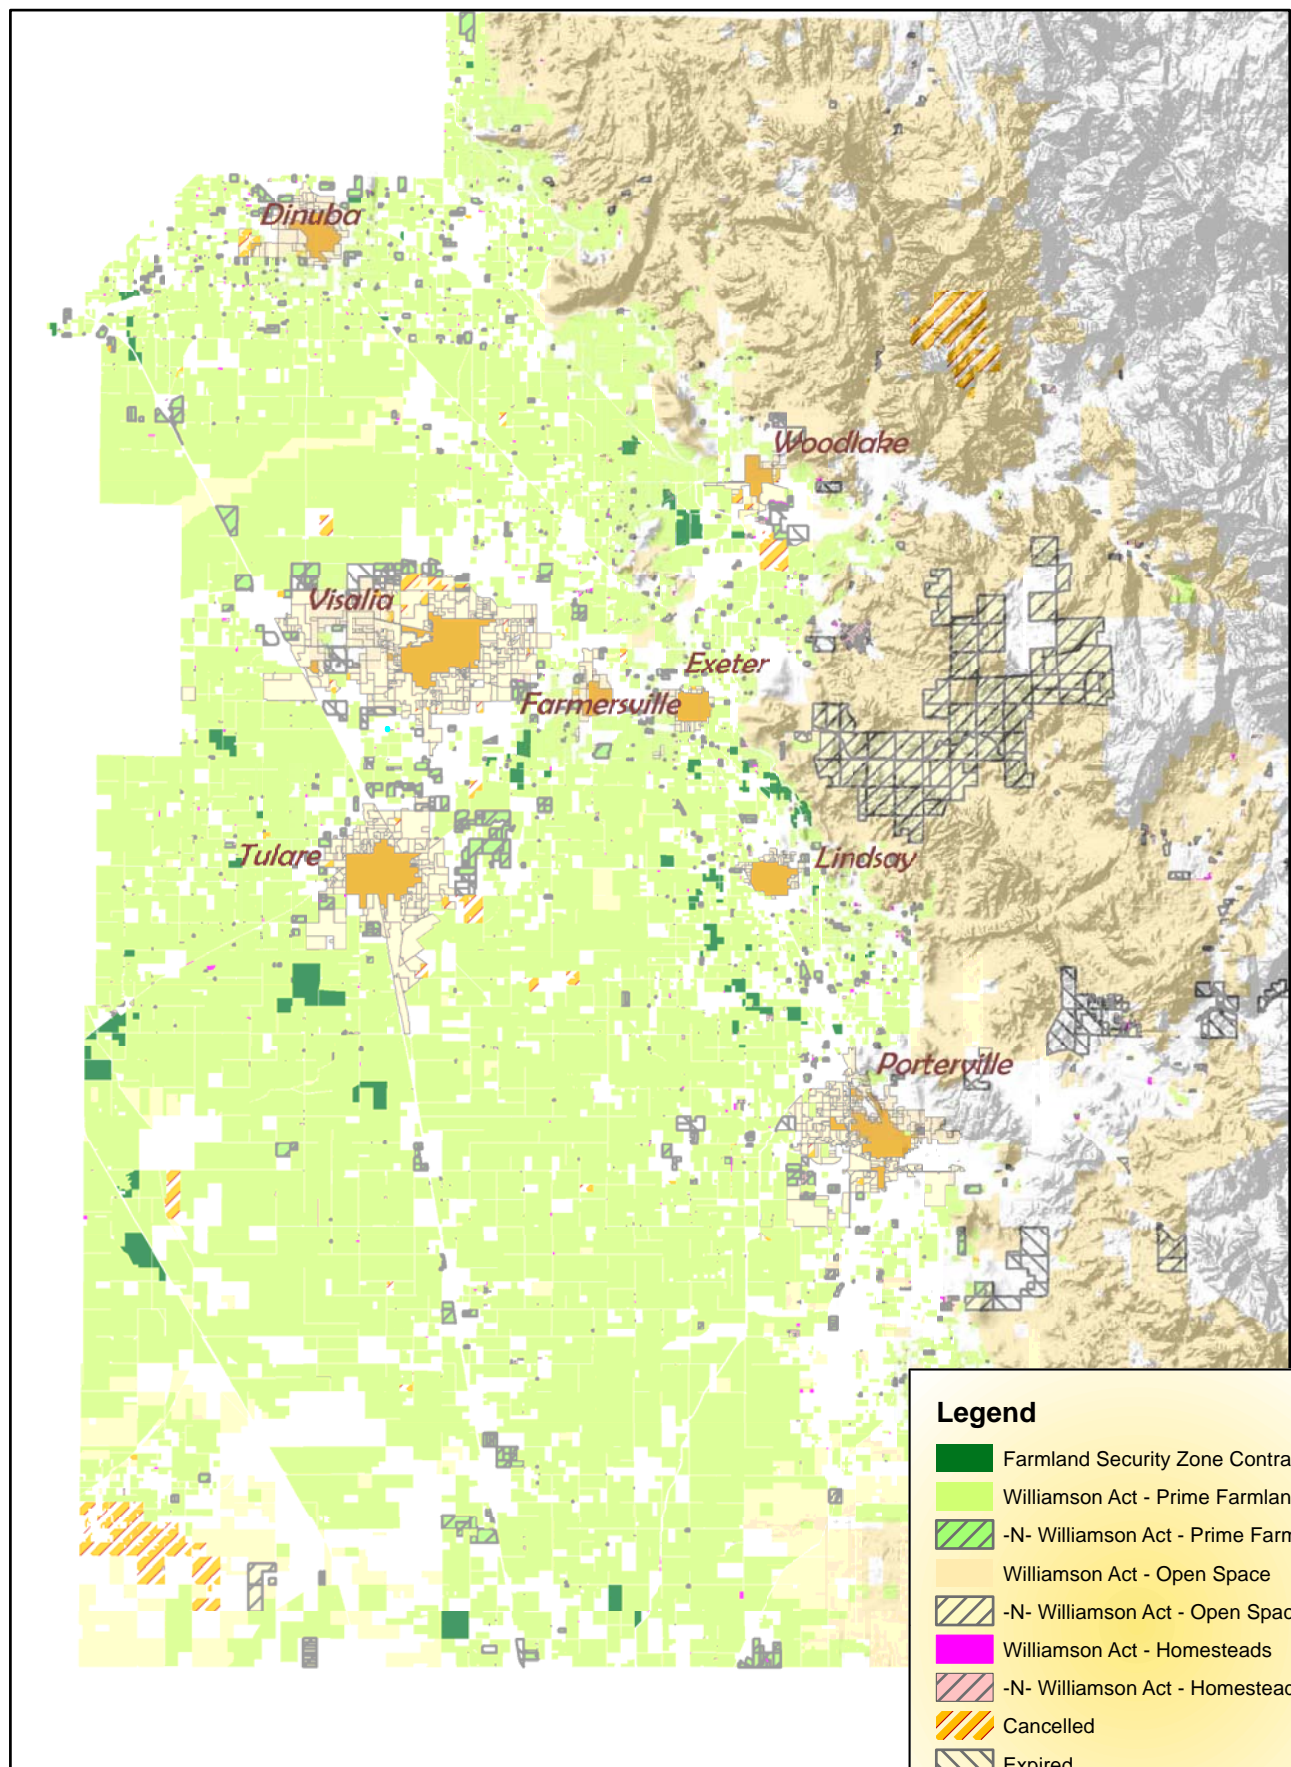 Dinuba
Woodlake
Visalia
Exeter
Farmersville
Tulare
Lindsay
Porterville
Legend
Farmland Security Zone Contra
Williamson Act - Prime Farmlan
-N- Williamson Act - Prime Farm
Williamson Act - Open Space
-N- Williamson Act - Open Spac
Williamson Act - Homesteads
-N- Williamson Act - Homestead
Cancelled
Expired